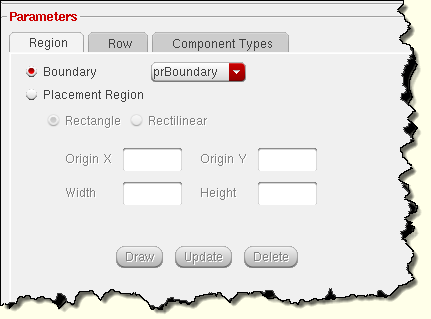 Parameters
Region Row Component Types
Boundary prBoundary
Placement Region
Rectangle Rectilinear
Origin X Origin Y
Width Height
Draw Update Delete